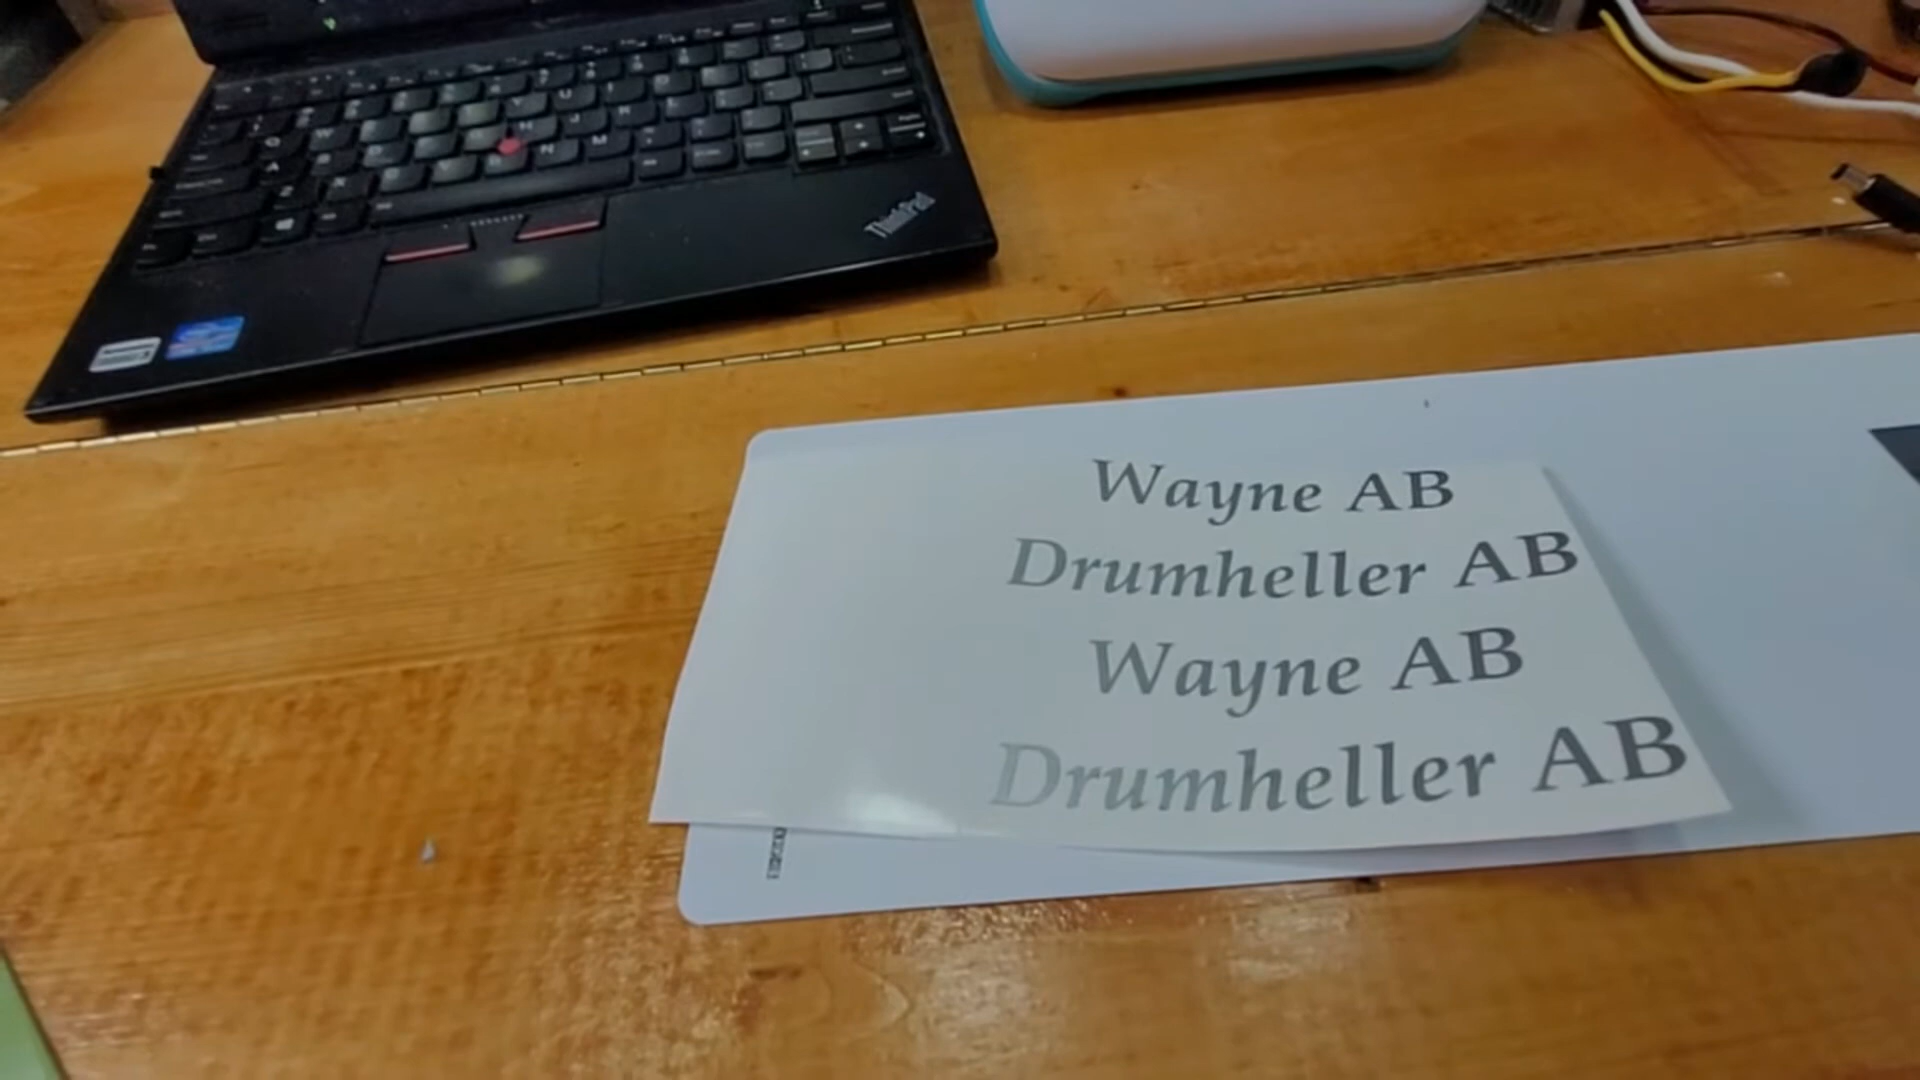 ThinkPad
Wayne AB
Drumheller AB
Wayne AB
Drumheller AB